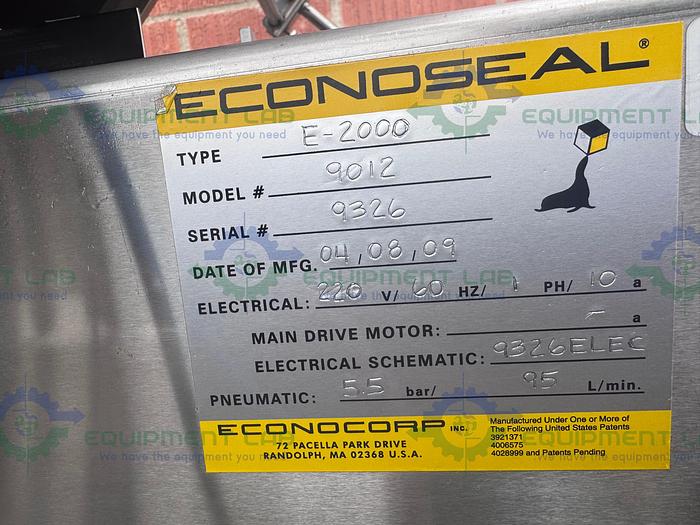 ECONOSEAL®
TYPE E-2000
MODEL # 9012
SERIAL # 9326
DATE OF MFG. 04,08,09
ELECTRICAL: 220 V/ 60 HZ/ 1 PH/ 10 a
MAIN DRIVE MOTOR: - a
ELECTRICAL SCHEMATIC: 9326ELEC
PNEUMATIC: 5.5 bar/ 95 L/min.
ECONOCORP INC.
72 PACELLA PARK DRIVE
RANDOLPH, MA 02368 U.S.A.
Manufactured Under One or More of
The Following United States Patents
3921371
4006575
4028999 and Patents Pending
EQUIPMENT LAB
We have the equipment you need